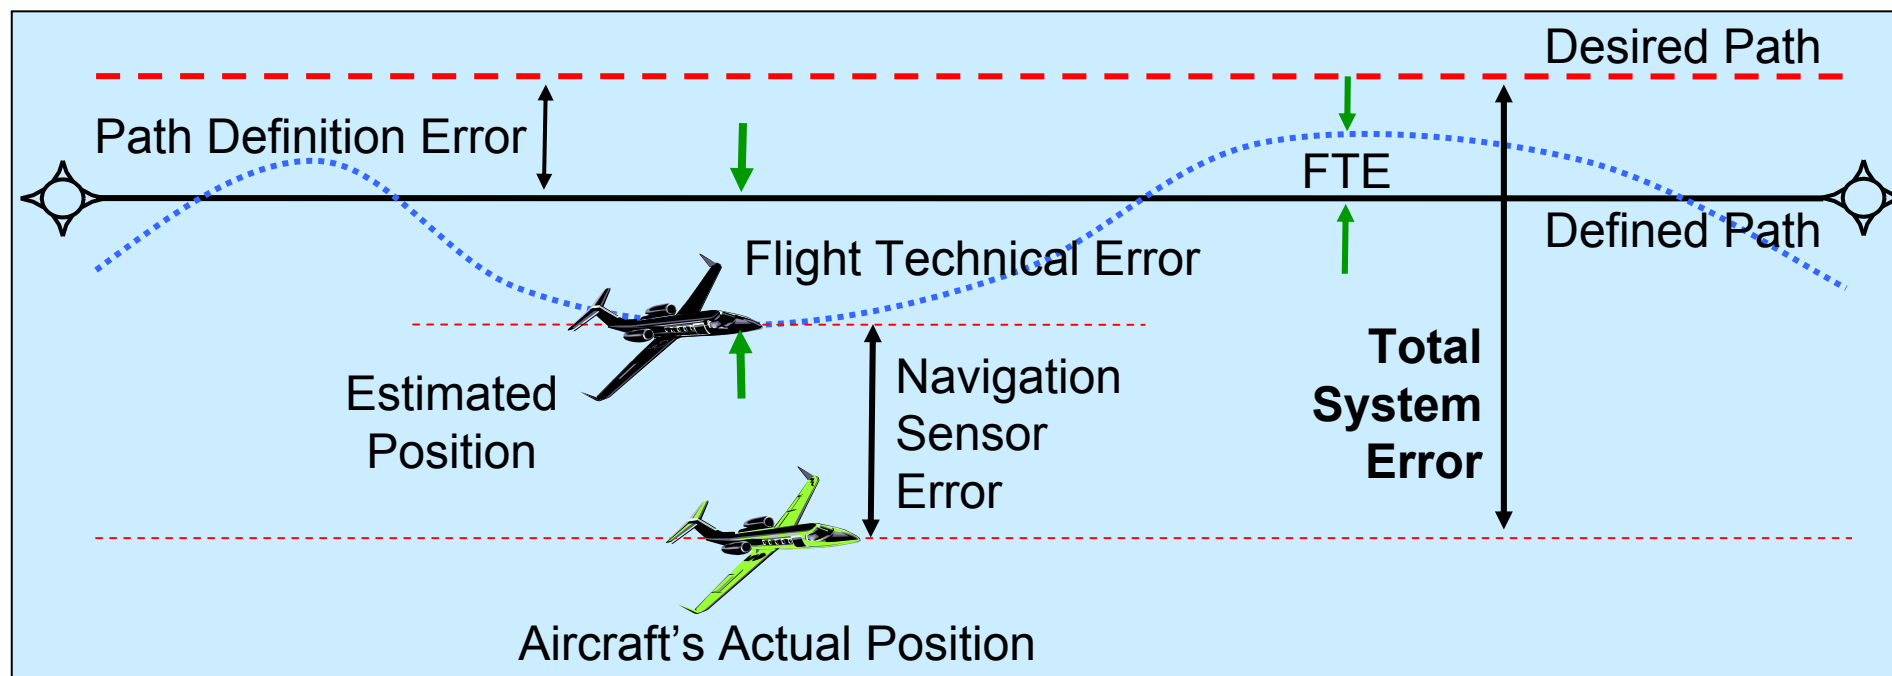 Desired Path
Path Definition Error
FTE
Defined Path
Flight Technical Error
Estimated
Position
Navigation
Sensor
Error
Total
System
Error
Aircraft’s Actual Position